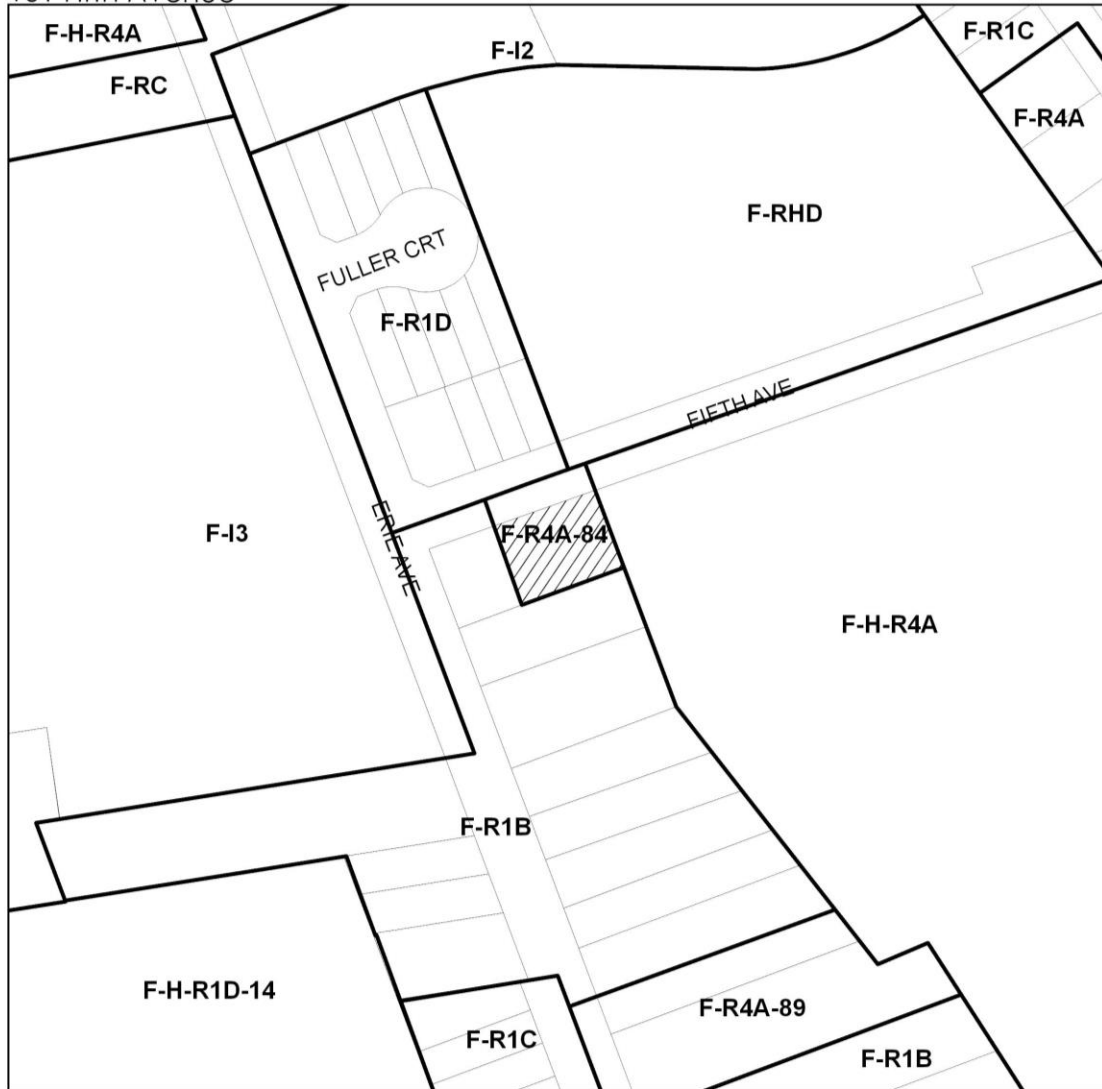 F-H-R4A
F-I2
F-R1C
F-RC
F-R4A
F-RHD
FULLER CRT
F-R1D
FIFTH AVE
F-I3
ERIE AVE
F-R4A-84
F-H-R4A
F-R1B
F-H-R1D-14
F-R4A-89
F-R1C
F-R1B